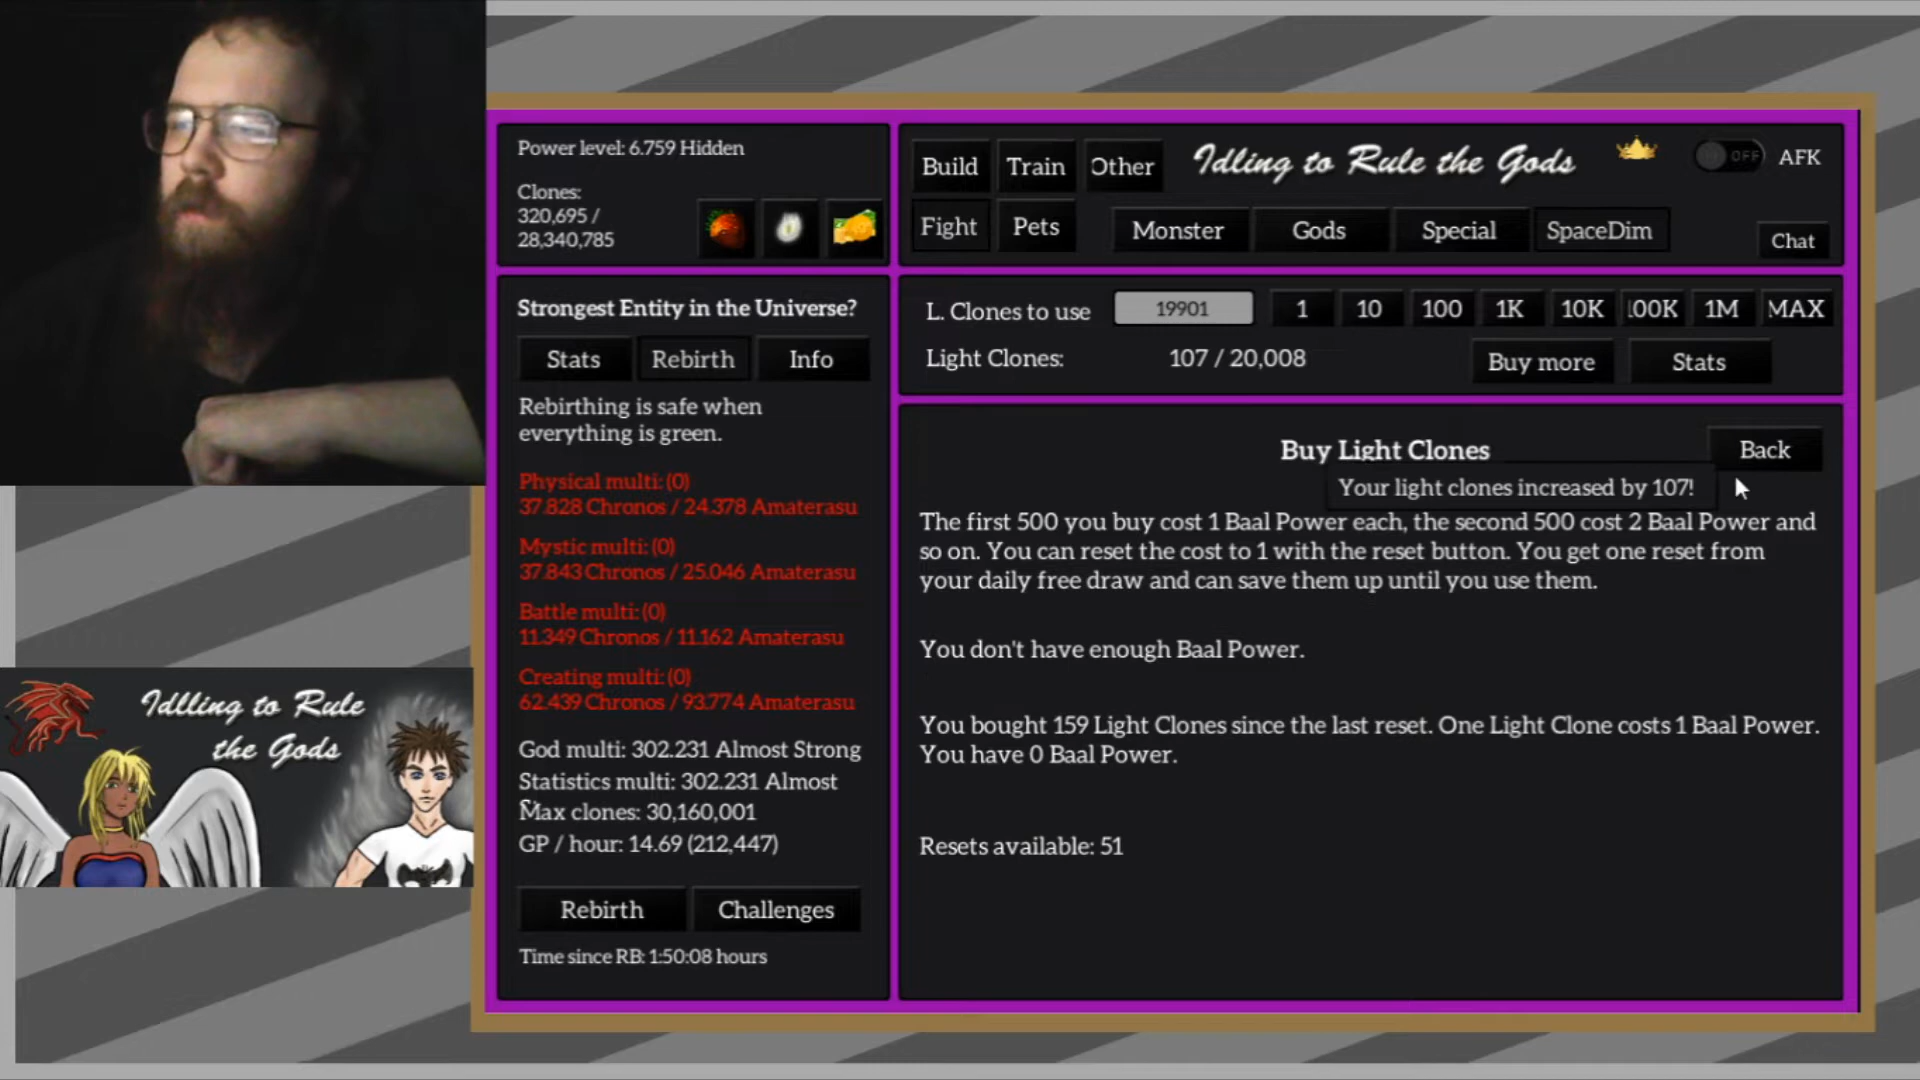 Power level: 6.759 Hidden
Clones:
320,695 /
28,340,785
Build
Train
Other
Idling to Rule the Gods
OFF
AFK
Fight
Pets
Monster
Gods
Special
SpaceDim
Chat
Strongest Entity in the Universe?
Stats
Rebirth
Info
Rebirthing is safe when
everything is green.
Physical multi: (0)
37.828 Chronos / 24.378 Amaterasu
Mystic multi: (0)
37.843 Chronos / 25.046 Amaterasu
Battle multi: (0)
11.349 Chronos / 11.162 Amaterasu
Creating multi: (0)
62.439 Chronos / 93.774 Amaterasu
God multi: 302.231 Almost Strong
Statistics multi: 302.231 Almost
Max clones: 30,160,001
GP / hour: 14.69 (212,447)
Rebirth
Challenges
Time since RB: 1:50:08 hours
L. Clones to use
19901
1
10
100
1K
10K
100K
1M
MAX
Light Clones:
107 / 20,008
Buy more
Stats
Buy Light Clones
Back
Your light clones increased by 107!
The first 500 you buy cost 1 Baal Power each, the second 500 cost 2 Baal Power and
so on. You can reset the cost to 1 with the reset button. You get one reset from
your daily free draw and can save them up until you use them.
You don't have enough Baal Power.
You bought 159 Light Clones since the last reset. One Light Clone costs 1 Baal Power.
You have 0 Baal Power.
Resets available: 51
Idlling to Rule
the Gods